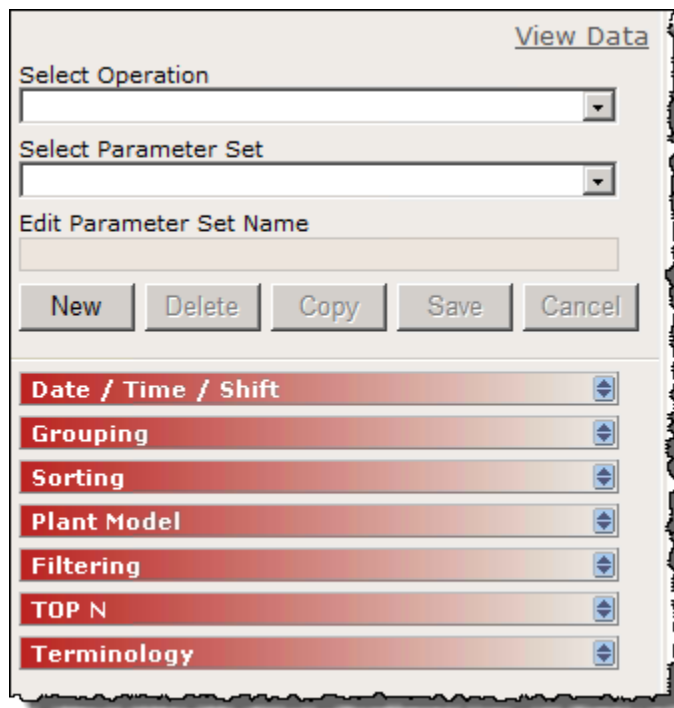 View Data
Select Operation
Select Parameter Set
Edit Parameter Set Name
New Delete Copy Save Cancel
Date / Time / Shift
Grouping
Sorting
Plant Model
Filtering
TOP N
Terminology